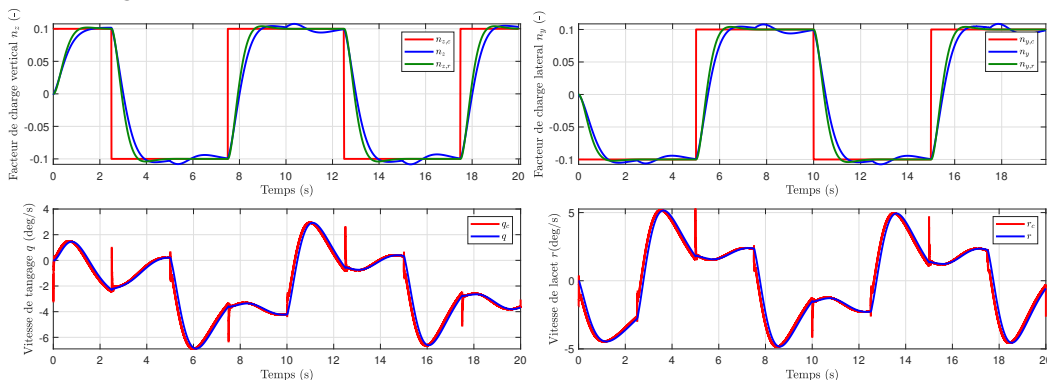 Facteur de charge vertical n_z (-)
0.1
0.05
0
-0.05
-0.1
0 2 4 6 8 10 12 14 16 18 20
Temps (s)
n_{z,c}
n_z
n_{z,r}
Facteur de charge lateral n_y
0.1
0.05
0
-0.05
-0.1
0 2 4 6 8 10 12 14 16 18
Temps (s)
n_{y,c}
n_y
n_{y,r}
Vitesse de tangage q (deg/s)
4
2
0
-2
-4
-6
0 2 4 6 8 10 12 14 16 18 20
Temps (s)
q_c
q
Vitesse de lacet r(deg/s)
5
0
-5
0 2 4 6 8 10 12 14 16 18 20
Temps (s)
r_c
r